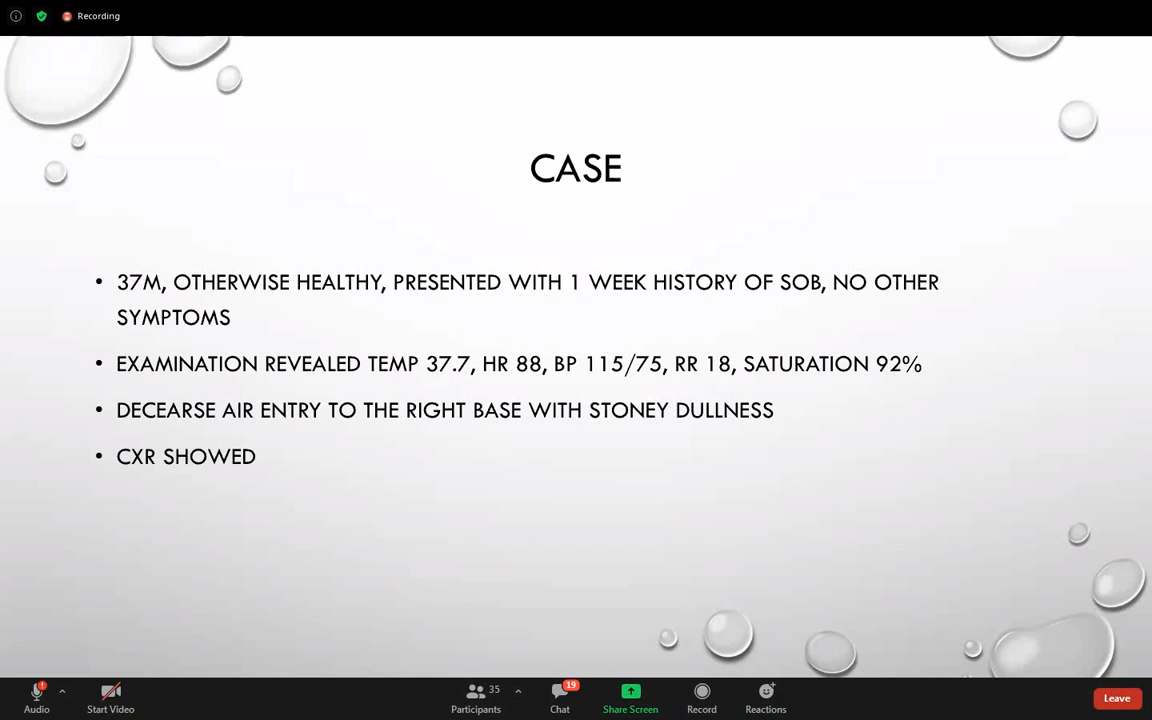 Recording
CASE
• 37M, OTHERWISE HEALTHY, PRESENTED WITH 1 WEEK HISTORY OF SOB, NO OTHER
SYMPTOMS
• EXAMINATION REVEALED TEMP 37.7, HR 88, BP 115/75, RR 18, SATURATION 92%
• DECEARSE AIR ENTRY TO THE RIGHT BASE WITH STONEY DULLNESS
• CXR SHOWED
35
19
Audio
Start Video
Participants
Chat
Share Screen
Record
Reactions
Leave